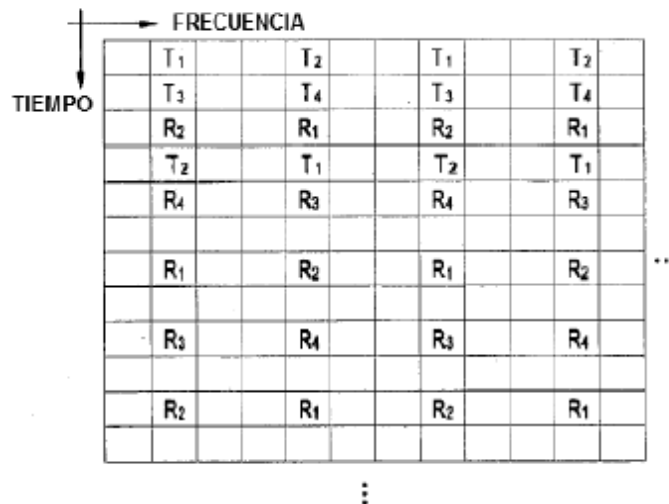 FRECUENCIA
TIEMPO
T₁ T₂ T₁ T₂
T₃ T₄ T₃ T₄
R₂ R₁ R₂ R₁
T₂ T₁ T₂ T₁
R₄ R₃ R₄ R₃
R₁ R₂ R₁ R₂
R₃ R₄ R₃ R₄
R₂ R₁ R₂ R₁